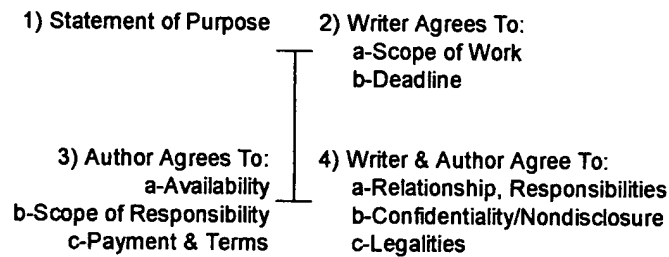 1) Statement of Purpose
2) Writer Agrees To:
a-Scope of Work
b-Deadline
3) Author Agrees To:
a-Availability
b-Scope of Responsibility
c-Payment & Terms
4) Writer & Author Agree To:
a-Relationship, Responsibilities
b-Confidentiality/Nondisclosure
c-Legalities